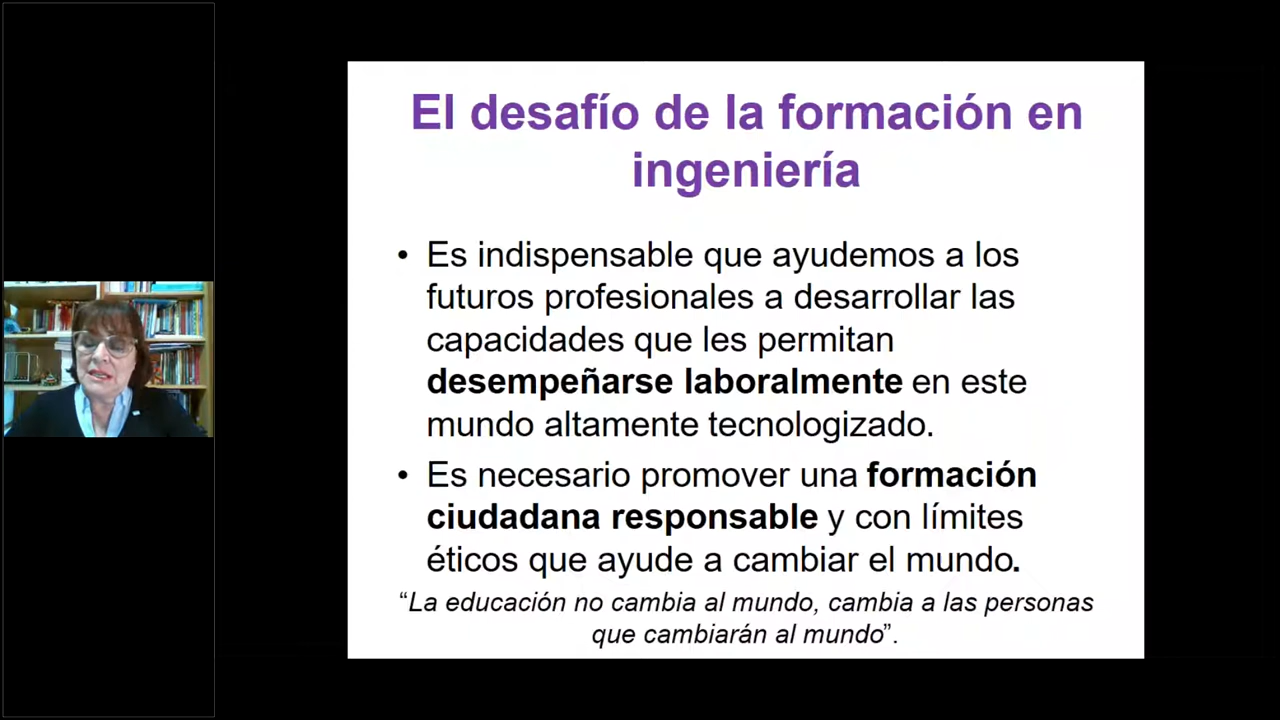 El desafío de la formación en
ingeniería
• Es indispensable que ayudemos a los
futuros profesionales a desarrollar las
capacidades que les permitan
desempeñarse laboralmente en este
mundo altamente tecnologizado.
• Es necesario promover una formación
ciudadana responsable y con límites
éticos que ayude a cambiar el mundo.
“La educación no cambia al mundo, cambia a las personas
que cambiarán al mundo”.